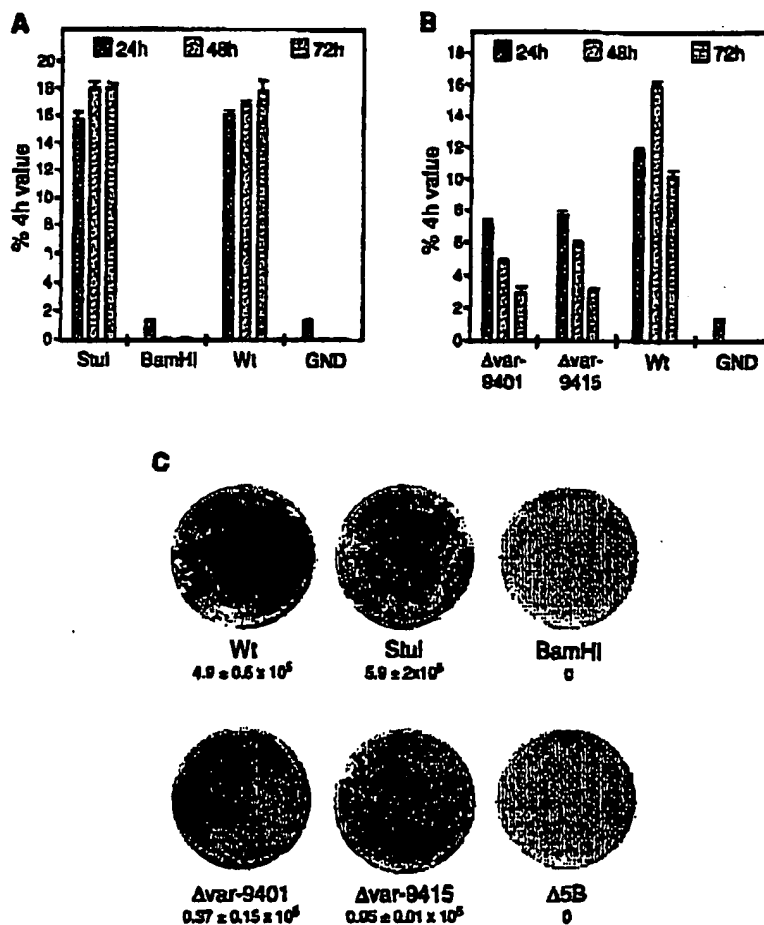 A
24h 48h 72h
% 4h value
20
18
16
14
12
10
8
6
4
2
0
StuI BamHI Wt GND
B
24h 48h 72h
% 4h value
18
16
14
12
10
8
6
4
2
0
Δvar-9401 Δvar-9415 Wt GND
C
Wt StuI BamHI
4.9 ± 0.5 x 10⁵ 5.9 ± 2x10⁵ 0
Δvar-9401 Δvar-9415 Δ5B
0.37 ± 0.15 x 10⁵ 0.05 ± 0.01 x 10⁵ 0